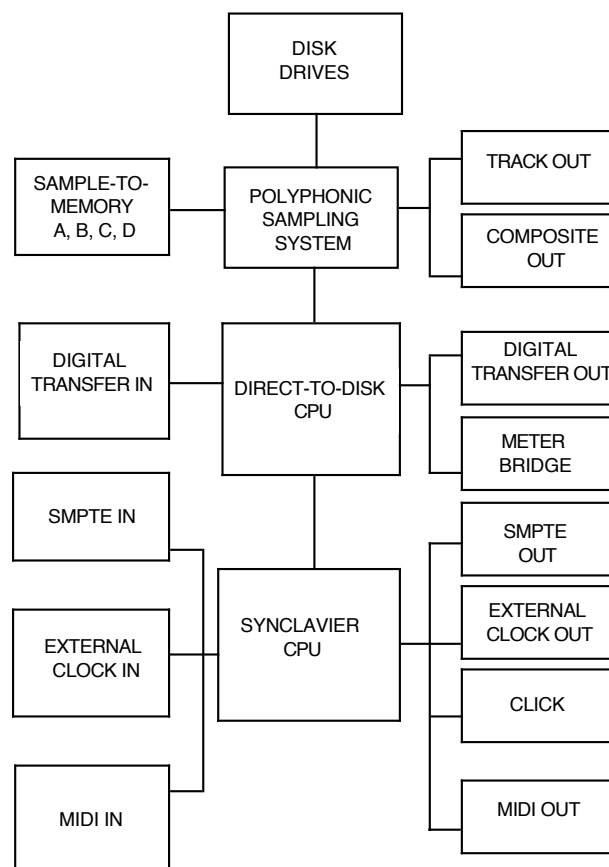 DISK
DRIVES
SAMPLE-TO-
MEMORY
A, B, C, D
POLYPHONIC
SAMPLING
SYSTEM
TRACK OUT
COMPOSITE
OUT
DIGITAL
TRANSFER IN
DIRECT-TO-DISK
CPU
DIGITAL
TRANSFER OUT
METER
BRIDGE
SMPTE IN
EXTERNAL
CLOCK IN
MIDI IN
SYNCLAVIER
CPU
SMPTE
OUT
EXTERNAL
CLOCK OUT
CLICK
MIDI OUT